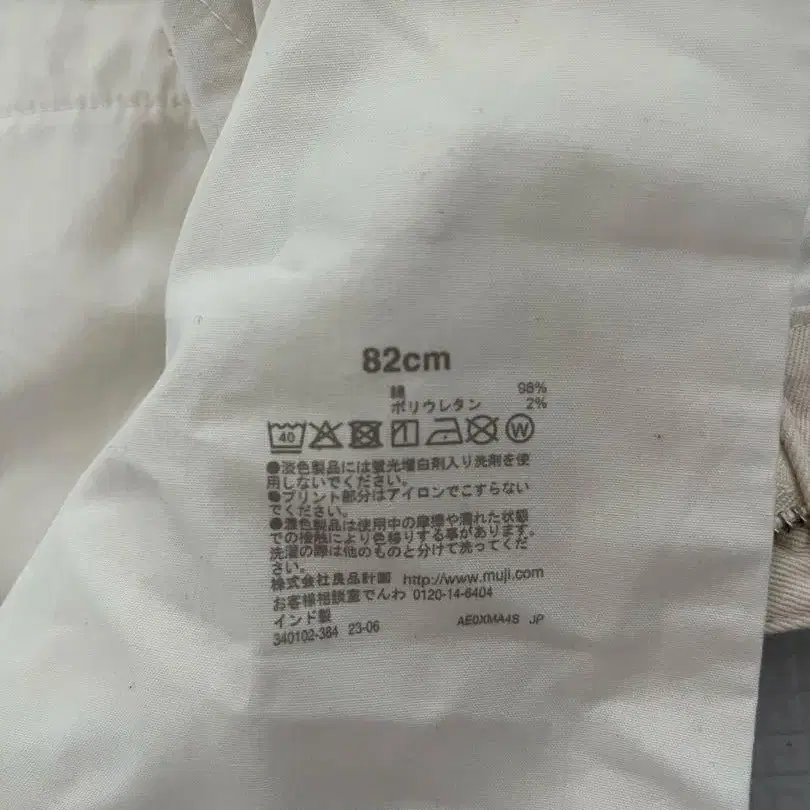 82cm
綿 98%
ポリウレタン 2%
40 W
●淡色製品には蛍光増白剤入り洗剤を使
用しないでください。
●プリント部分はアイロンでこすらない
でください。
●濃色製品は使用中の摩擦や濡れた状態
での接触により色移りする事があります。
洗濯の際は他のものと分けて洗ってくだ
さい。
株式会社良品計画 http://www.muji.com
お客様相談室でんわ 0120-14-6404
インド製
340102-384 23-06 AE0XMA4S JP